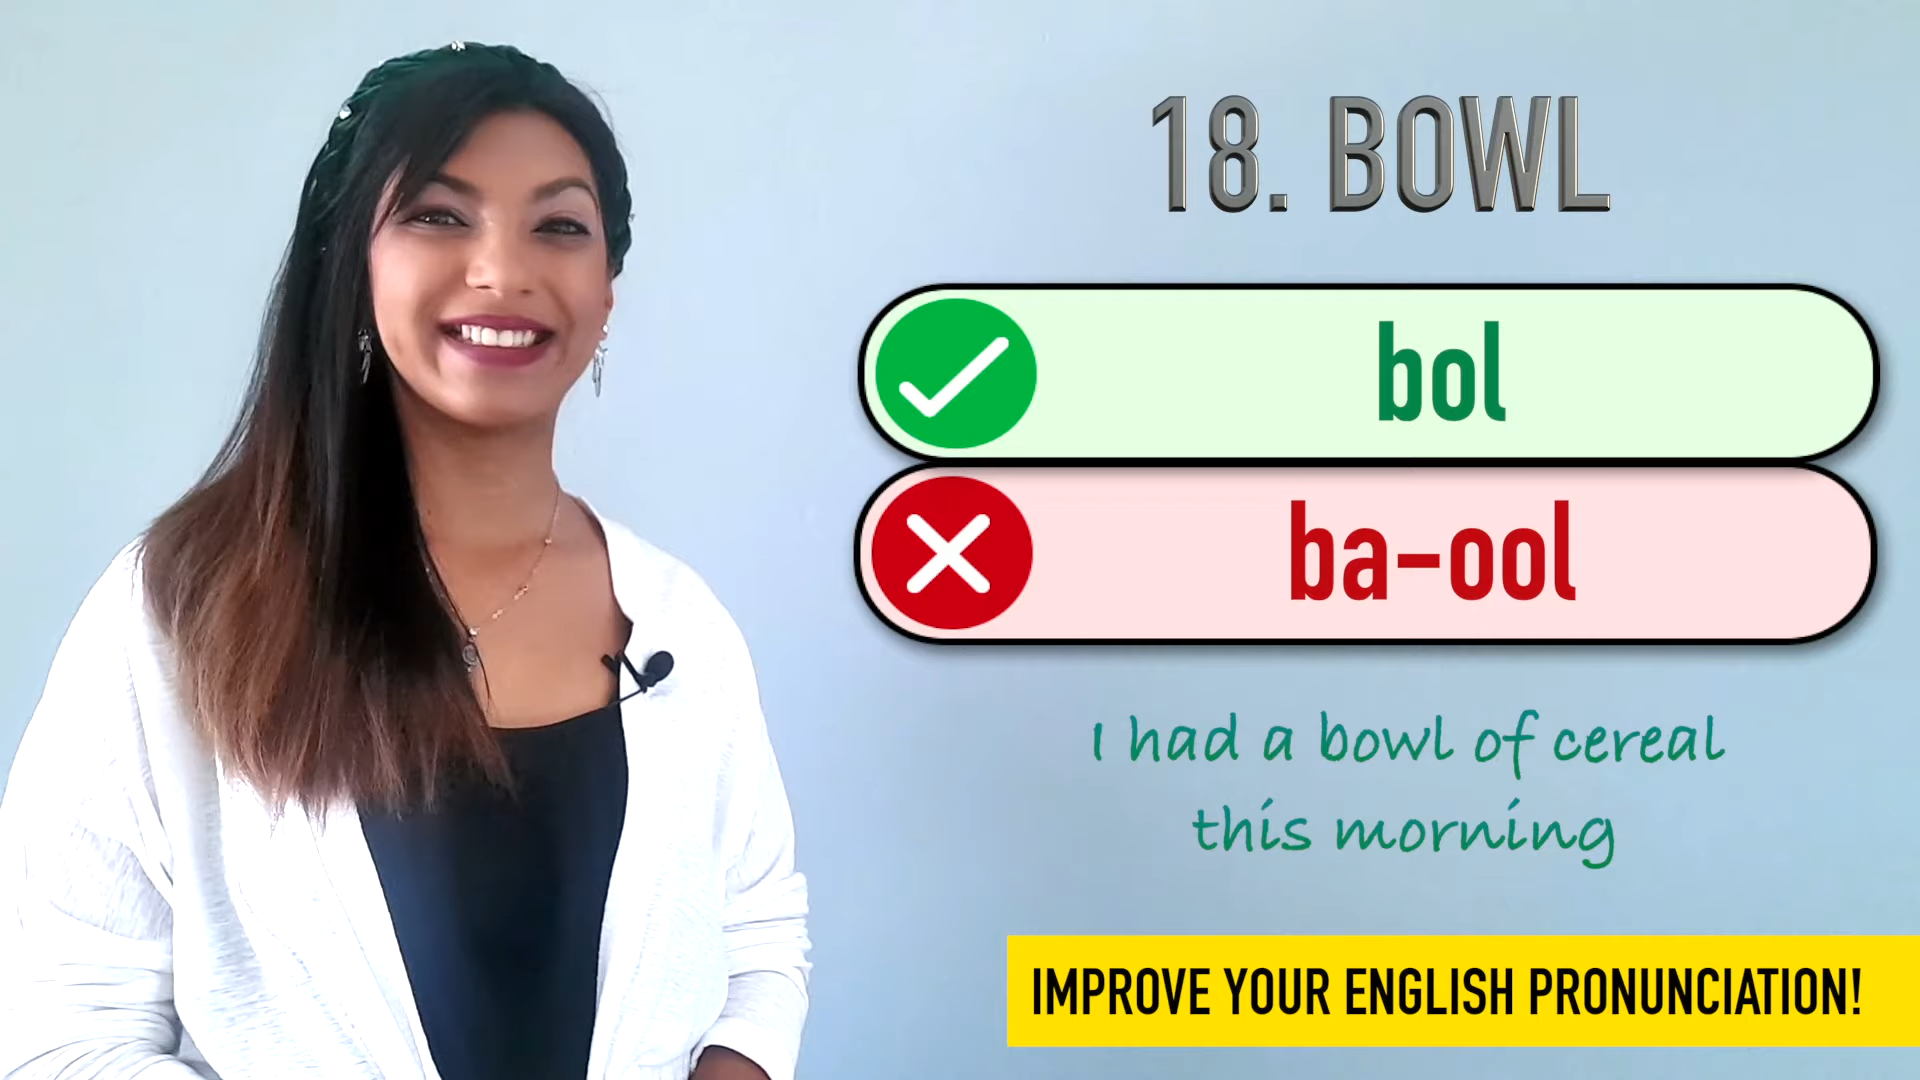 18. BOWL
bol
ba-ool
I had a bowl of cereal
this morning
IMPROVE YOUR ENGLISH PRONUNCIATION!